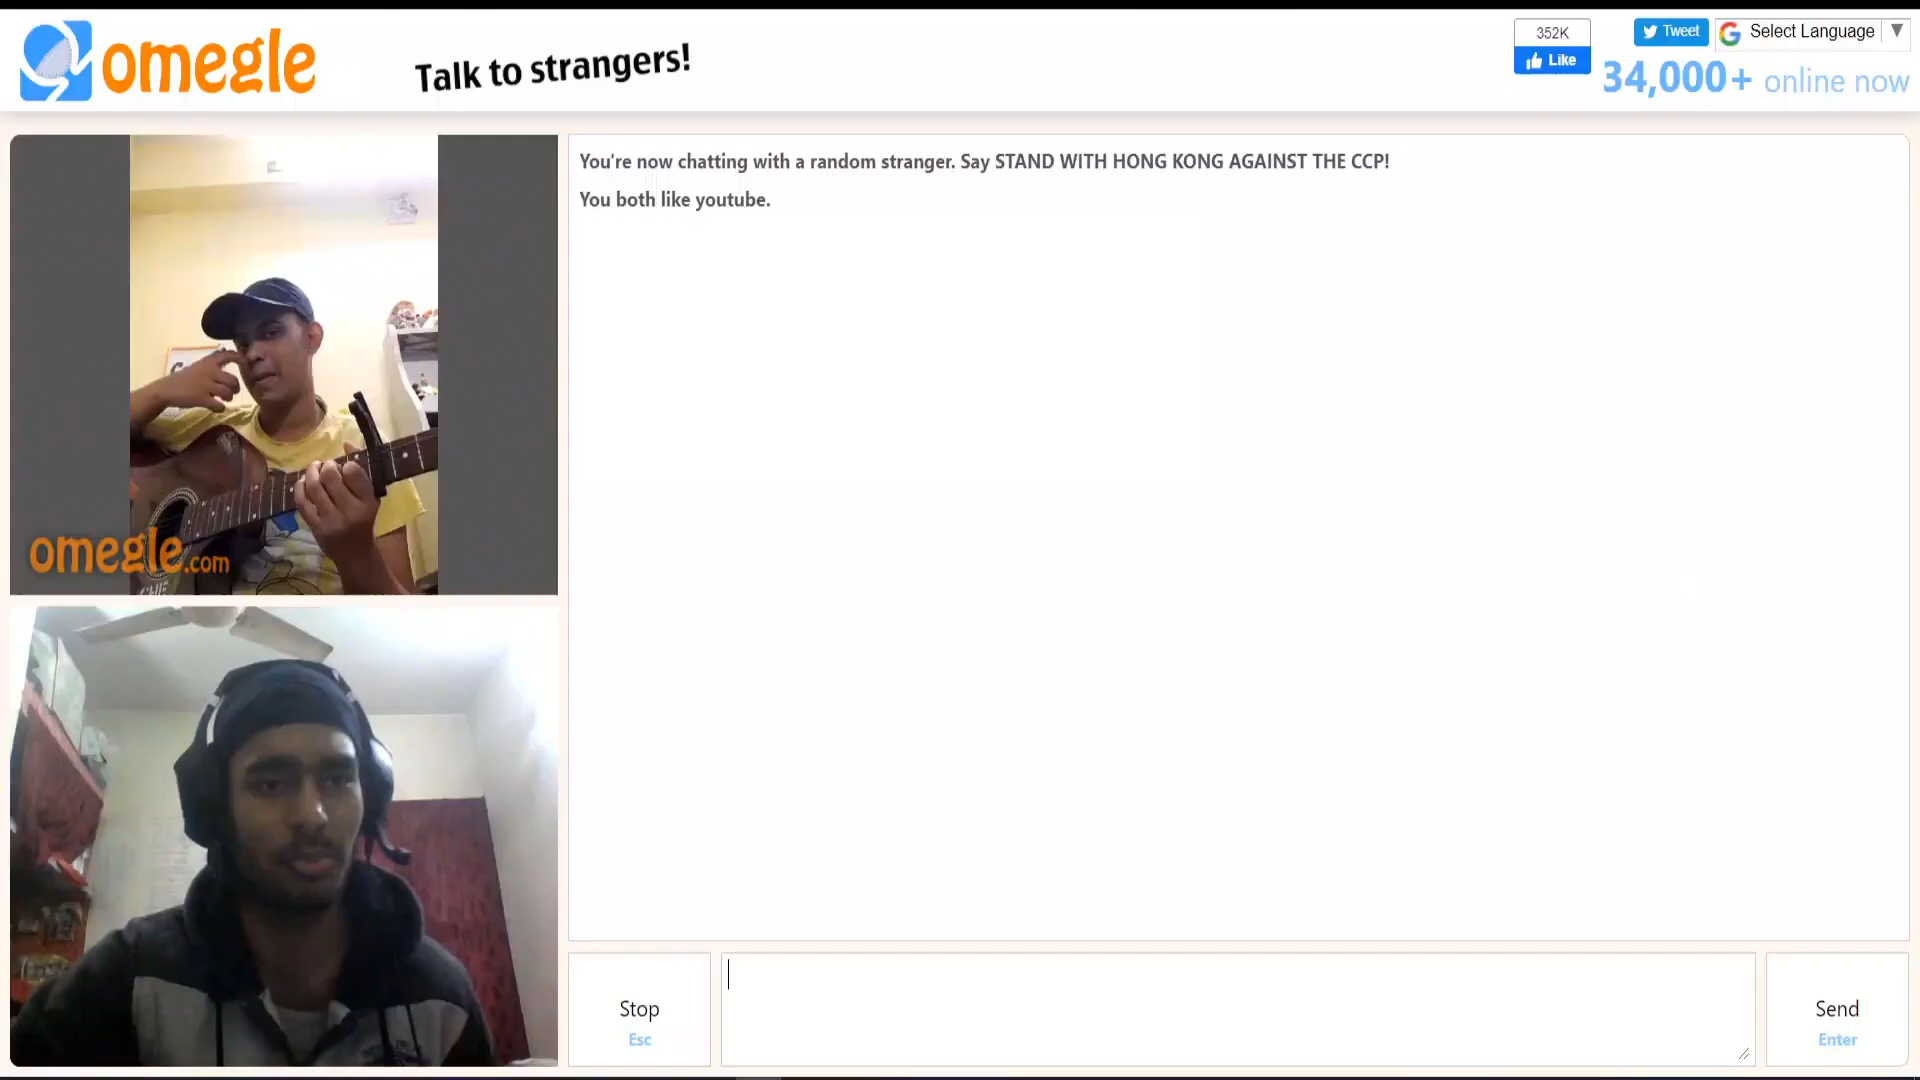 omegle
Talk to strangers!
352K
Like
Tweet
Select Language
34,000+ online now
You're now chatting with a random stranger. Say STAND WITH HONG KONG AGAINST THE CCP!
You both like youtube.
omegle.com
Stop
Esc
Send
Enter